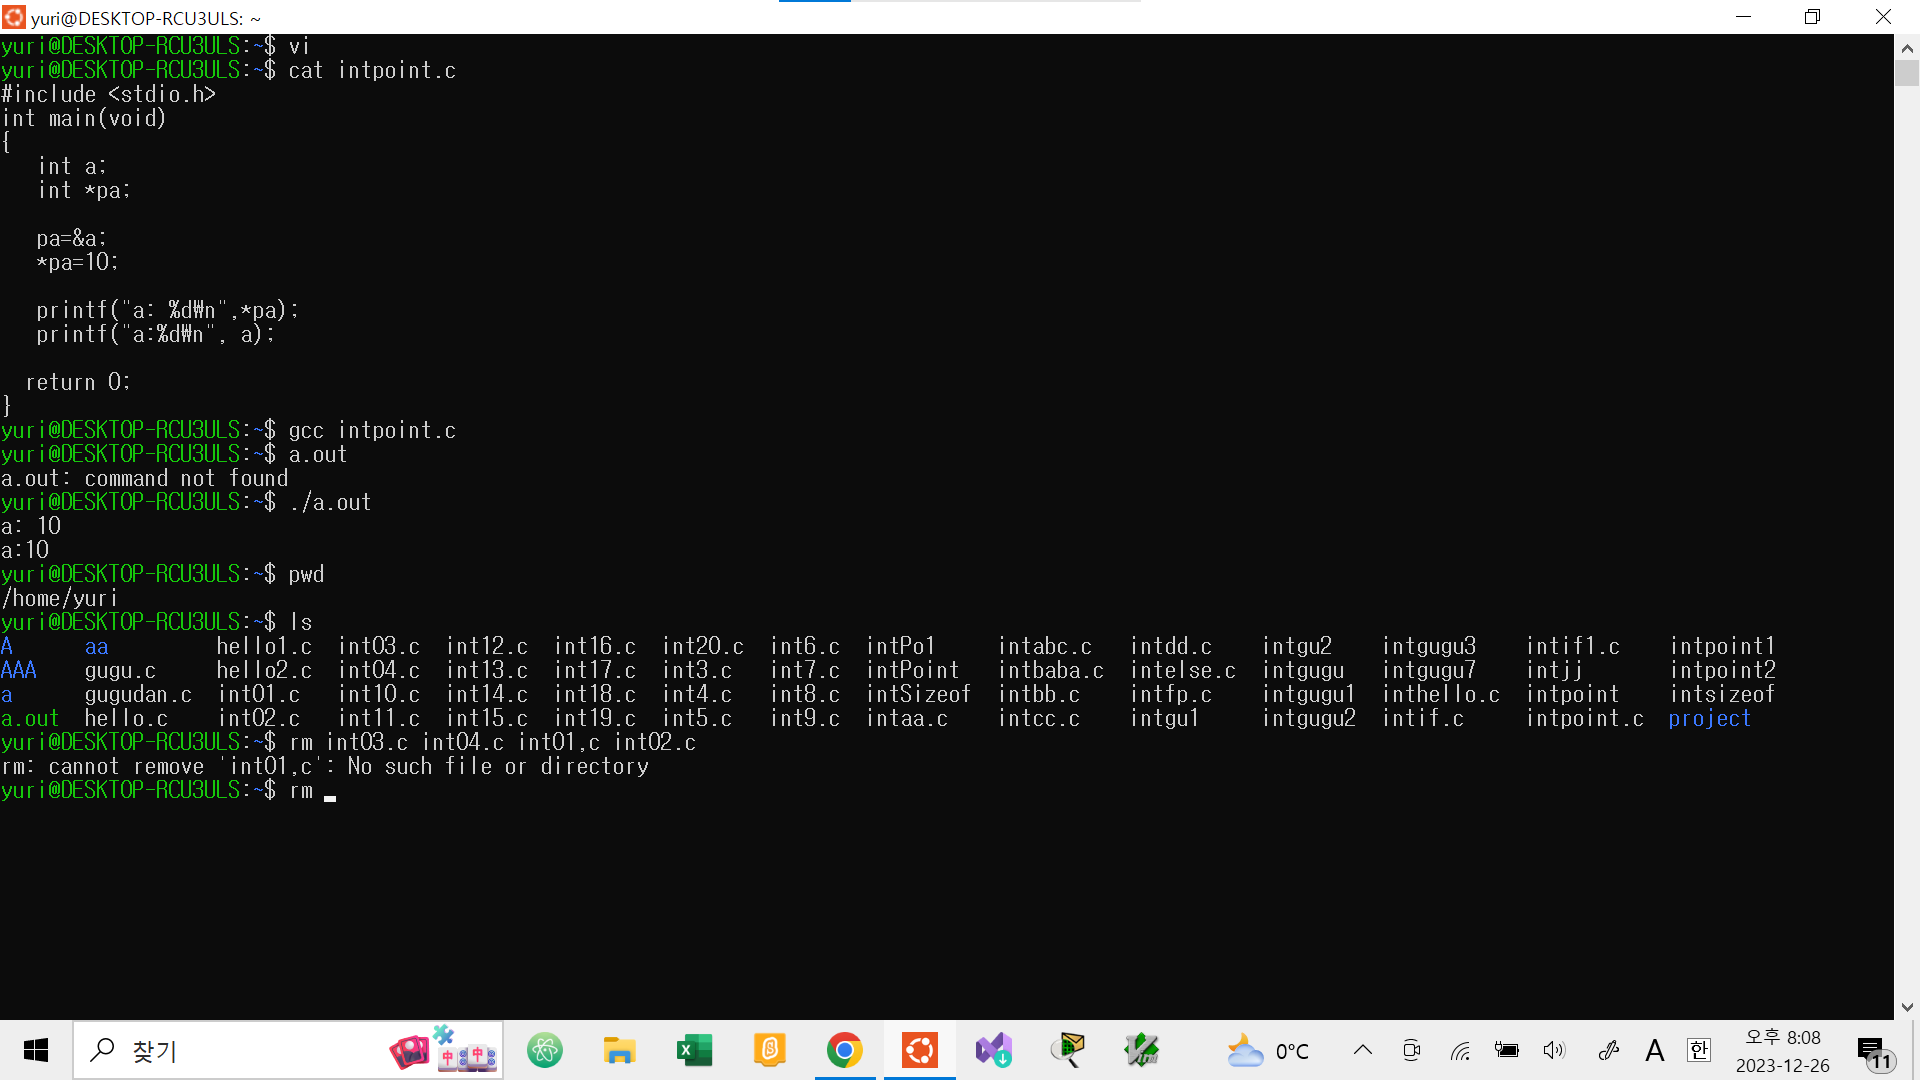 yuri@DESKTOP-RCU3ULS: ~
yuri@DESKTOP-RCU3ULS:~$ vi
yuri@DESKTOP-RCU3ULS:~$ cat intpoint.c
#include <stdio.h>
int main(void)
{
   int a;
   int *pa;
   pa=&a;
   *pa=10;
   printf("a: %d₩n",*pa);
   printf("a:%d₩n", a);
  return 0;
}
yuri@DESKTOP-RCU3ULS:~$ gcc intpoint.c
yuri@DESKTOP-RCU3ULS:~$ a.out
a.out: command not found
yuri@DESKTOP-RCU3ULS:~$ ./a.out
a: 10
a:10
yuri@DESKTOP-RCU3ULS:~$ pwd
/home/yuri
yuri@DESKTOP-RCU3ULS:~$ ls
A aa hello1.c int03.c int12.c int16.c int20.c int6.c intPo1 intabc.c intdd.c intgu2 intgugu3 intif1.c intpoint1
AAA gugu.c hello2.c int04.c int13.c int17.c int3.c int7.c intPoint intbaba.c intelse.c intgugu intgugu7 intjj intpoint2
a gugudan.c int01.c int10.c int14.c int18.c int4.c int8.c intSizeof intbb.c intfp.c intgugu1 inthello.c intpoint intsizeof
a.out hello.c int02.c int11.c int15.c int19.c int5.c int9.c intaa.c intcc.c intgu1 intgugu2 intif.c intpoint.c project
yuri@DESKTOP-RCU3ULS:~$ rm int03.c int04.c int01,c int02.c
rm: cannot remove 'int01,c': No such file or directory
yuri@DESKTOP-RCU3ULS:~$ rm
찾기
0°C
A
한
오후 8:08
2023-12-26
11